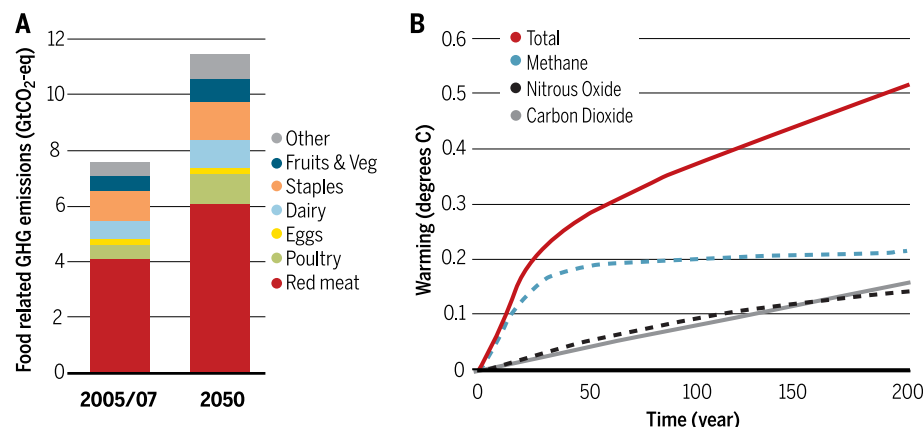 A
Food related GHG emissions (GtCO₂-eq)
12
10
8
6
4
2
0
2005/07
2050
Other
Fruits & Veg
Staples
Dairy
Eggs
Poultry
Red meat
B
Warming (degrees C)
0.6
0.5
0.4
0.3
0.2
0.1
0
Total
Methane
Nitrous Oxide
Carbon Dioxide
0
50
100
150
200
Time (year)